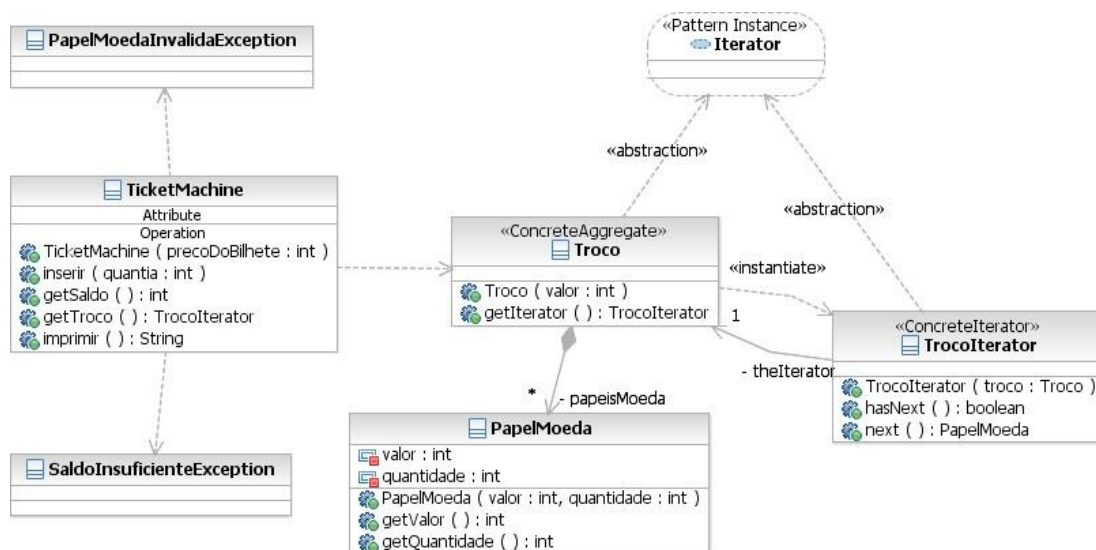 PapelMoedaInvalidaException
«Pattern Instance»
Iterator
«abstraction»
«abstraction»
TicketMachine
Attribute
Operation
TicketMachine ( precoDoBilhete : int )
inserir ( quantia : int )
getSaldo ( ) : int
getTroco ( ) : TrocoIterator
imprimir ( ) : String
«ConcreteAggregate»
Troco
Troco ( valor : int )
getIterator ( ) : TrocoIterator
«instantiate»
1
- theIterator
«ConcreteIterator»
TrocoIterator
TrocoIterator ( troco : Troco )
hasNext ( ) : boolean
next ( ) : PapelMoeda
* - papeisMoeda
PapelMoeda
valor : int
quantidade : int
PapelMoeda ( valor : int, quantidade : int )
getValor ( ) : int
getQuantidade ( ) : int
SaldoInsuficienteException